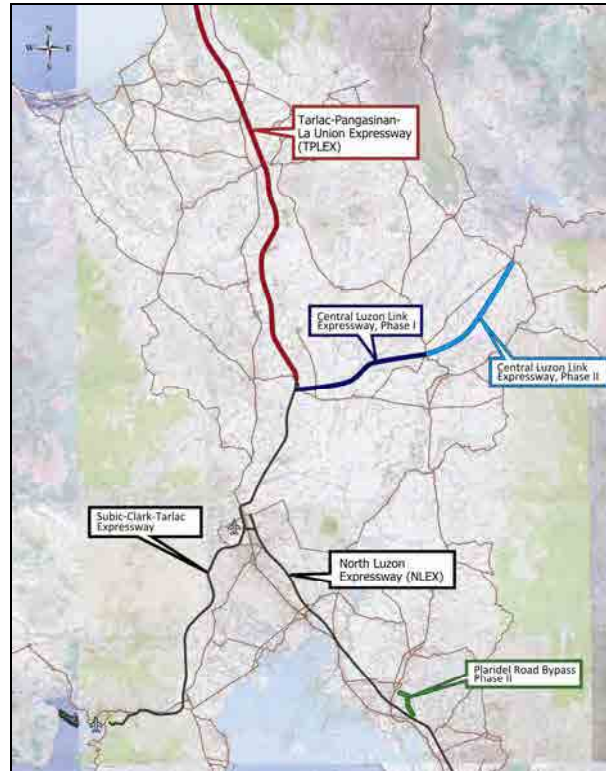 N
W E
S
Tarlac-Pangasinan-
La Union Expressway
(TPLEX)
Central Luzon Link
Expressway, Phase I
Central Luzon Link
Expressway, Phase II
Subic-Clark-Tarlac
Expressway
North Luzon
Expressway (NLEX)
Plaridel Road Bypass
Phase II